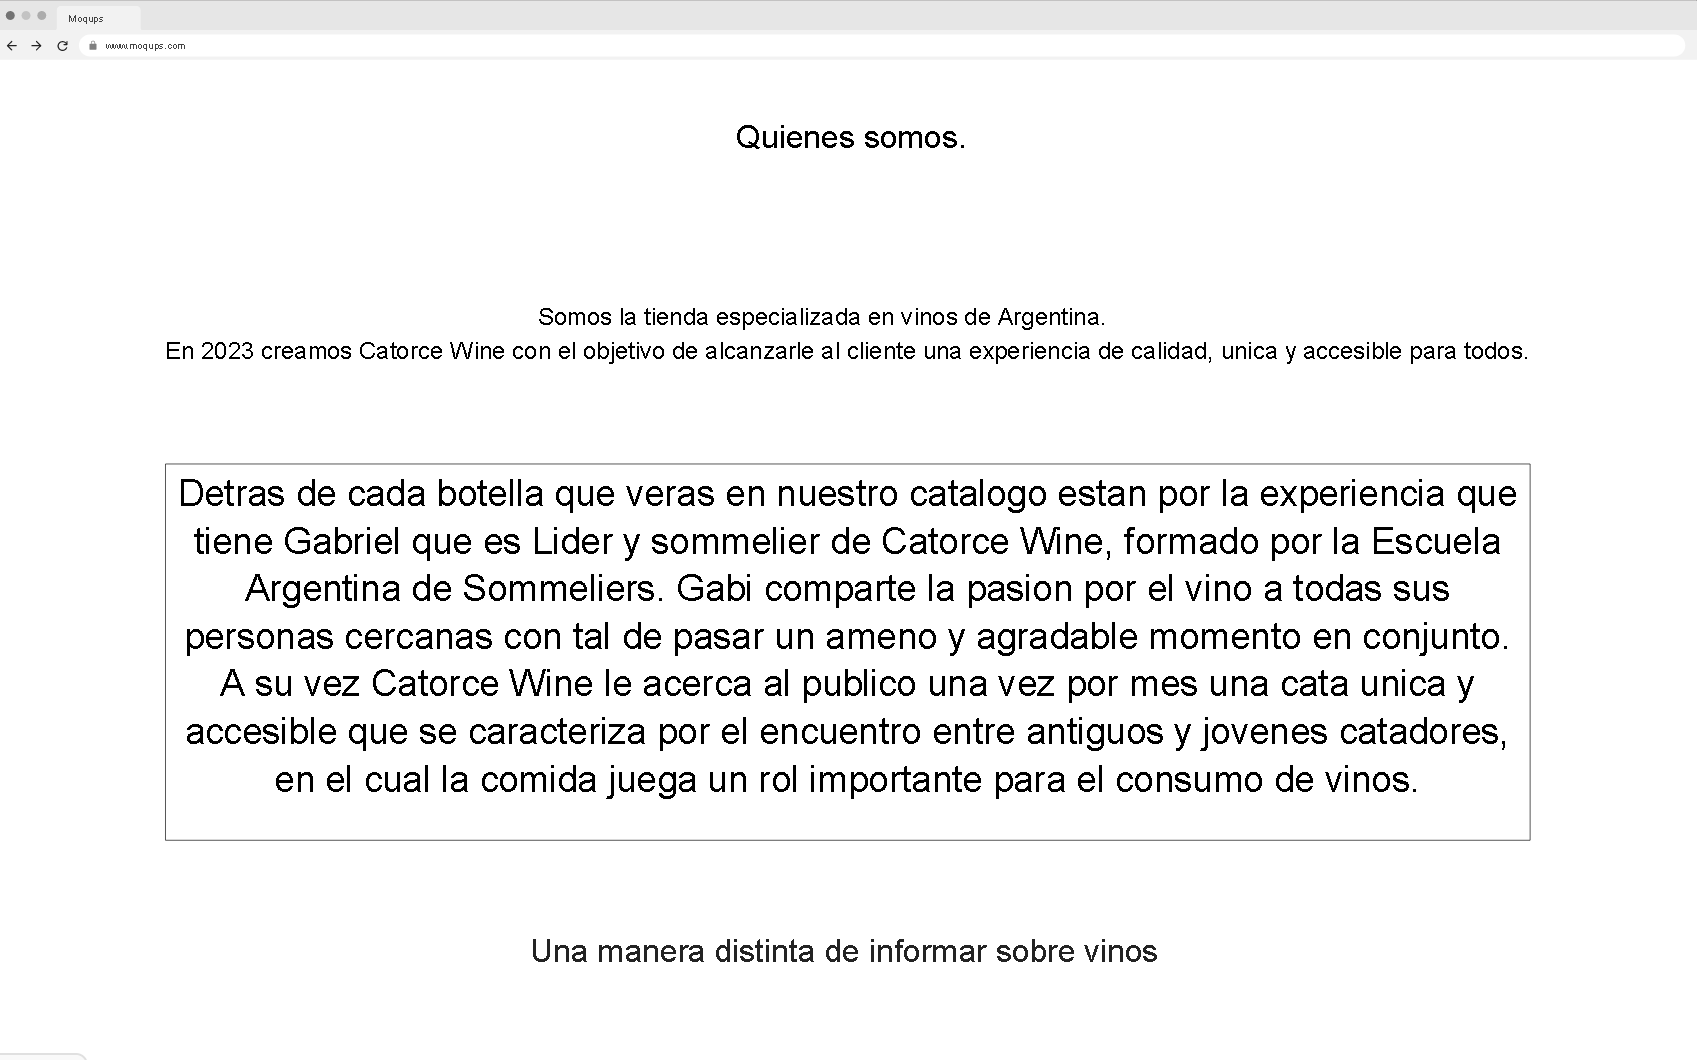 Moqups
www.moqups.com
Quienes somos.
Somos la tienda especializada en vinos de Argentina.
En 2023 creamos Catorce Wine con el objetivo de alcanzarle al cliente una experiencia de calidad, unica y accesible para todos.
Detras de cada botella que veras en nuestro catalogo estan por la experiencia que
tiene Gabriel que es Lider y sommelier de Catorce Wine, formado por la Escuela
Argentina de Sommeliers. Gabi comparte la pasion por el vino a todas sus
personas cercanas con tal de pasar un ameno y agradable momento en conjunto.
A su vez Catorce Wine le acerca al publico una vez por mes una cata unica y
accesible que se caracteriza por el encuentro entre antiguos y jovenes catadores,
en el cual la comida juega un rol importante para el consumo de vinos.
Una manera distinta de informar sobre vinos